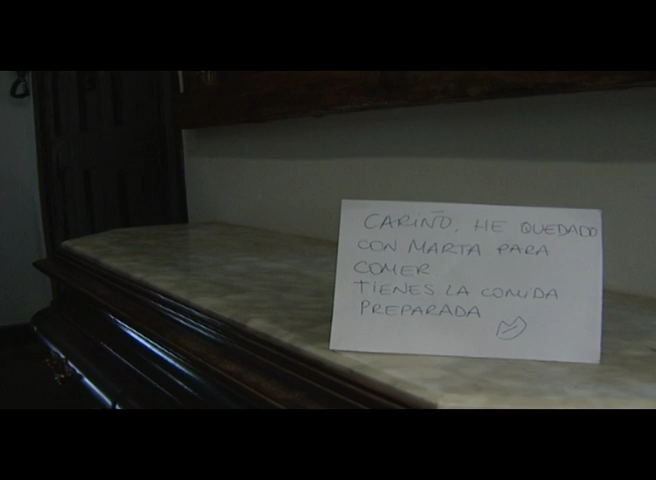 CARIÑO, HE QUEDADO
CON MARTA PARA
COMER
TIENES LA COMIDA
PREPARADA